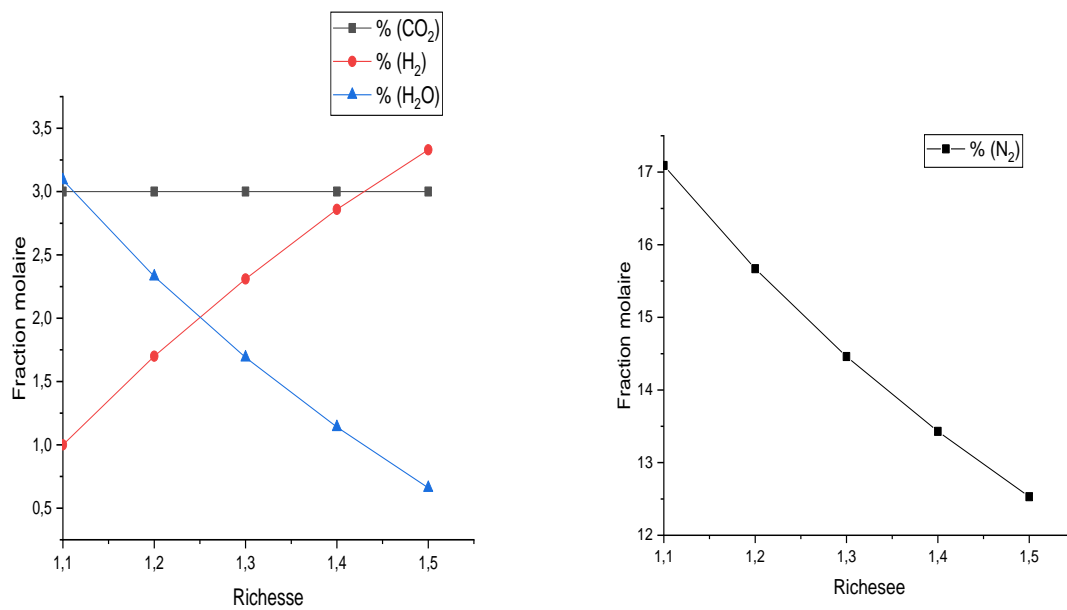 % (CO₂)
% (H₂)
% (H₂O)
3,5
3,0
2,5
2,0
1,5
1,0
0,5
Fraction molaire
1,1
1,2
1,3
1,4
1,5
Richesse
% (N₂)
17
16
15
14
13
12
Fraction molaire
1,1
1,2
1,3
1,4
1,5
Richesee